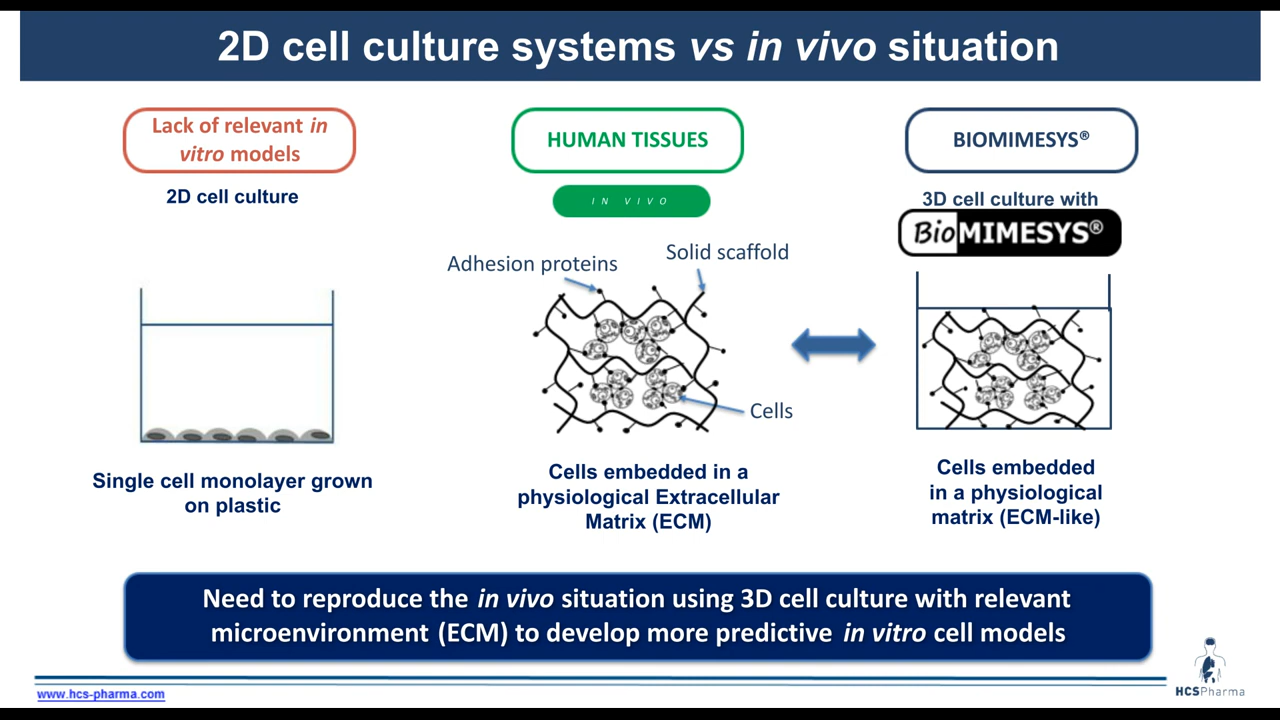 2D cell culture systems vs in vivo situation
Lack of relevant in
vitro models
2D cell culture
Single cell monolayer grown
on plastic
HUMAN TISSUES
IN VIVO
Adhesion proteins
Solid scaffold
Cells
Cells embedded in a
physiological Extracellular
Matrix (ECM)
BIOMIMESYS®
3D cell culture with
BioMIMESYS®
Cells embedded
in a physiological
matrix (ECM-like)
Need to reproduce the in vivo situation using 3D cell culture with relevant
microenvironment (ECM) to develop more predictive in vitro cell models
www.hcs-pharma.com
HCSPharma